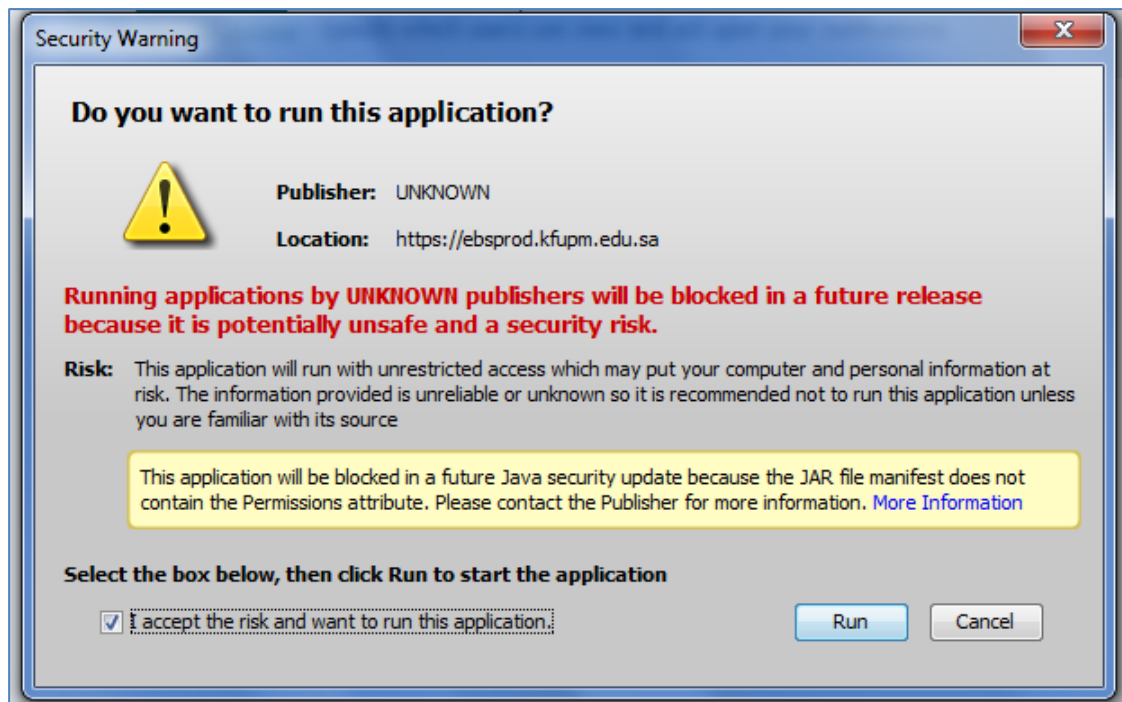 Security Warning
Do you want to run this application?
Publisher: UNKNOWN
Location: https://ebsprod.kfupm.edu.sa
Running applications by UNKNOWN publishers will be blocked in a future release
because it is potentially unsafe and a security risk.
Risk: This application will run with unrestricted access which may put your computer and personal information at
risk. The information provided is unreliable or unknown so it is recommended not to run this application unless
you are familiar with its source
This application will be blocked in a future Java security update because the JAR file manifest does not
contain the Permissions attribute. Please contact the Publisher for more information. More Information
Select the box below, then click Run to start the application
I accept the risk and want to run this application.
Run Cancel